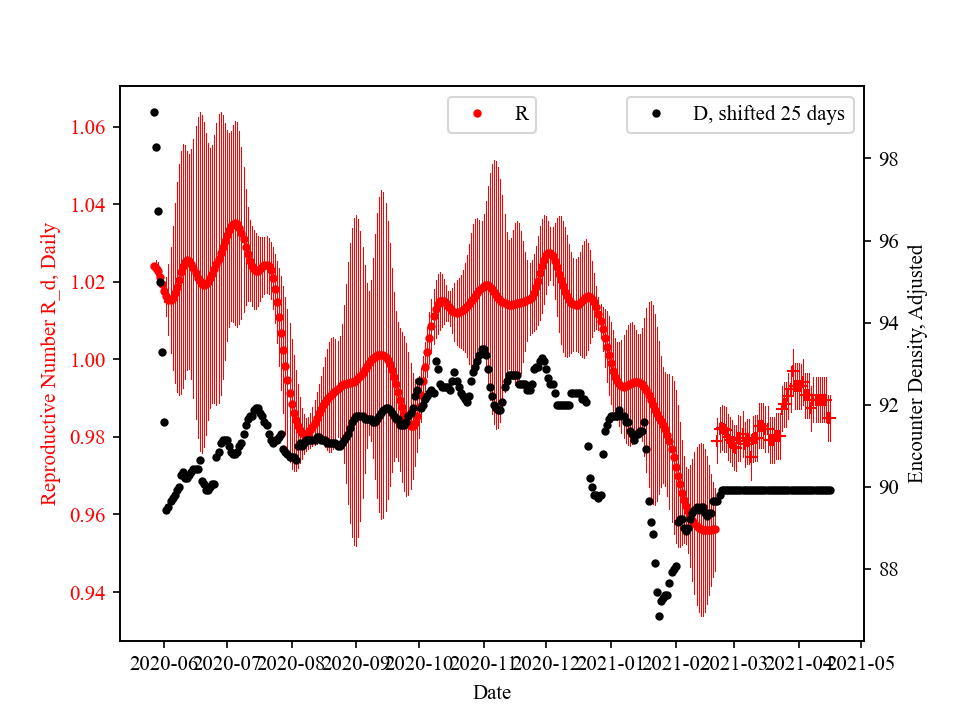 R
D, shifted 25 days
1.06
1.04
1.02
1.00
0.98
0.96
0.94
Reproductive Number R_d, Daily
98
96
94
92
90
88
Encounter Density, Adjusted
2020-06 2020-07 2020-08 2020-09 2020-10 2020-11 2020-12 2021-01 2021-02 2021-03 2021-04 2021-05
Date